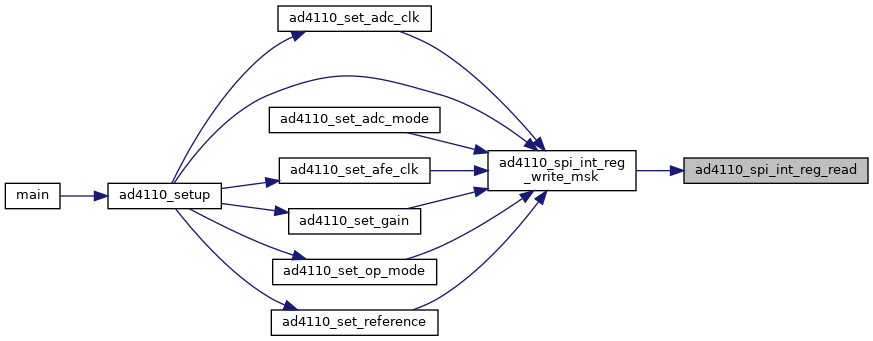 ad4110_set_adc_clk
ad4110_set_adc_mode
ad4110_spi_int_reg
_write_msk
ad4110_spi_int_reg_read
ad4110_set_afe_clk
main
ad4110_setup
ad4110_set_gain
ad4110_set_op_mode
ad4110_set_reference